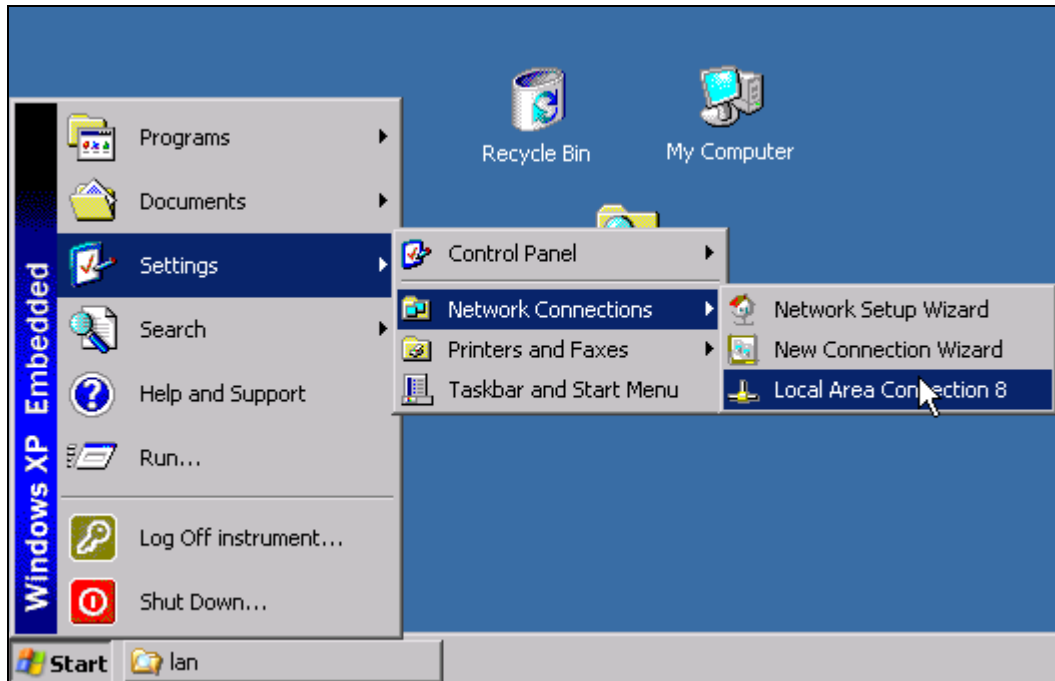 Recycle Bin
My Computer
Windows XP Embedded
Programs
Documents
Settings
Search
Help and Support
Run...
Log Off instrument...
Shut Down...
Control Panel
Network Connections
Printers and Faxes
Taskbar and Start Menu
Network Setup Wizard
New Connection Wizard
Local Area Connection 8
Start
lan